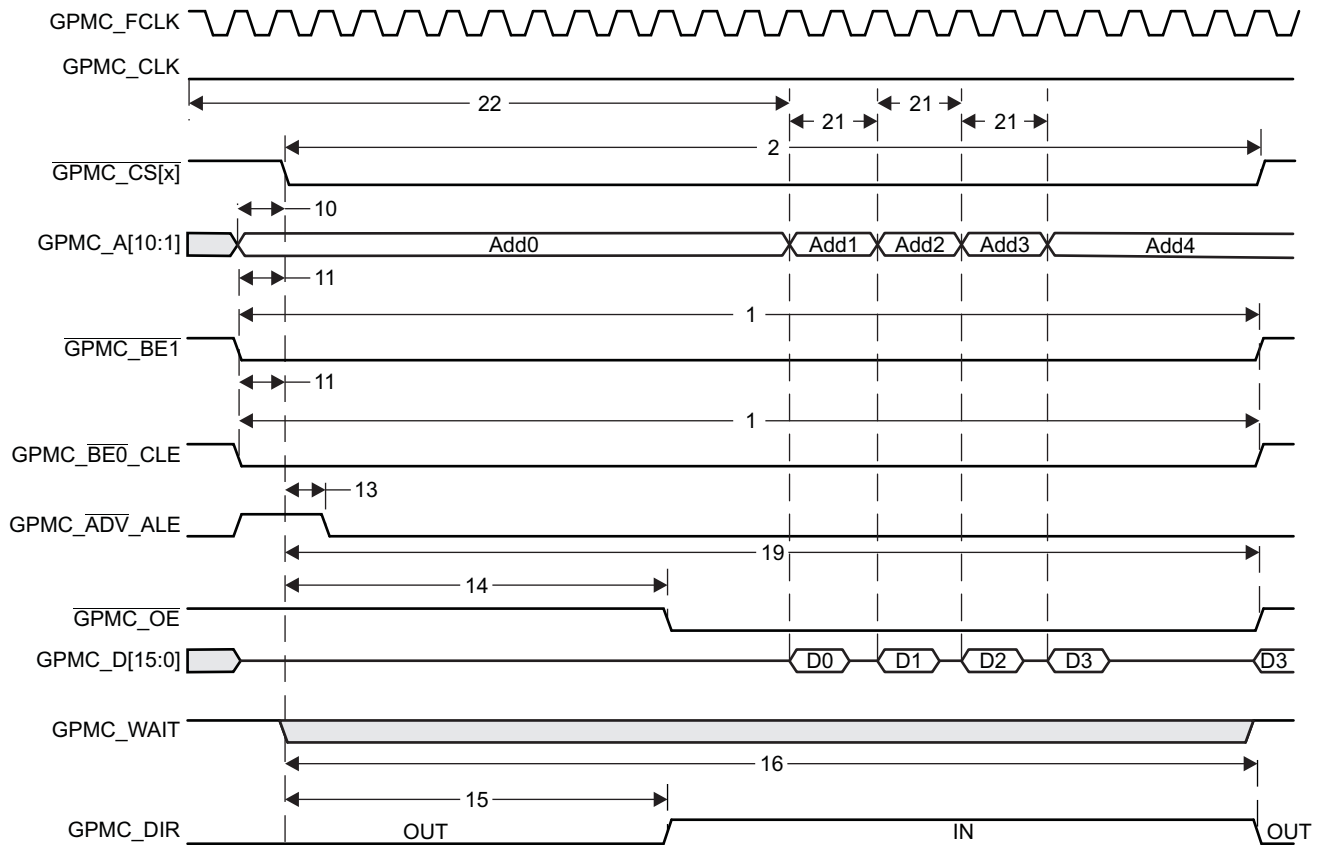 GPMC_FCLK
GPMC_CLK
22
21
21
21
2
GPMC_CS[x]
10
GPMC_A[10:1] Add0 Add1 Add2 Add3 Add4
11
1
GPMC_BE1
11
1
GPMC_BE0_CLE
13
GPMC_ADV_ALE
19
14
GPMC_OE
GPMC_D[15:0] D0 D1 D2 D3 D3
GPMC_WAIT
16
15
GPMC_DIR OUT IN OUT